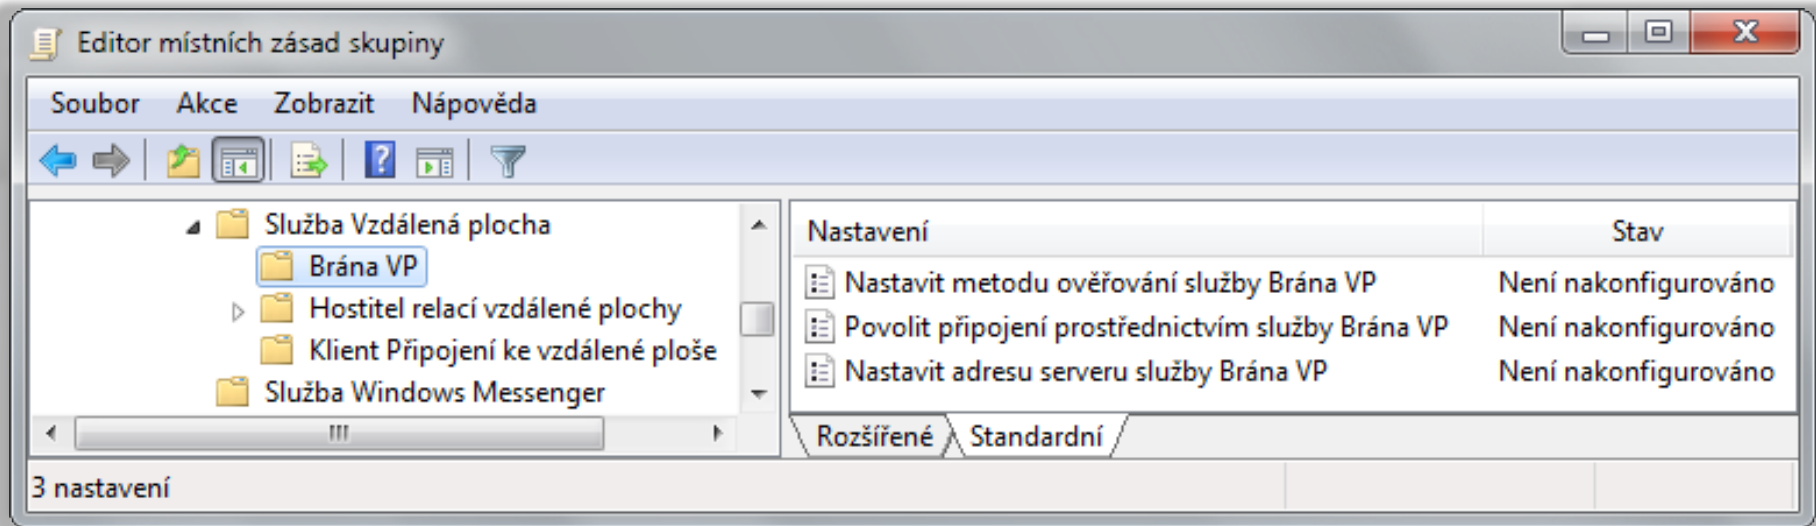 Editor místních zásad skupiny
Soubor Akce Zobrazit Nápověda
Služba Vzdálená plocha
Brána VP
Hostitel relací vzdálené plochy
Klient Připojení ke vzdálené ploše
Služba Windows Messenger
Nastavení Stav
Nastavit metodu ověřování služby Brána VP Není nakonfigurováno
Povolit připojení prostřednictvím služby Brána VP Není nakonfigurováno
Nastavit adresu serveru služby Brána VP Není nakonfigurováno
Rozšířené Standardní
3 nastavení